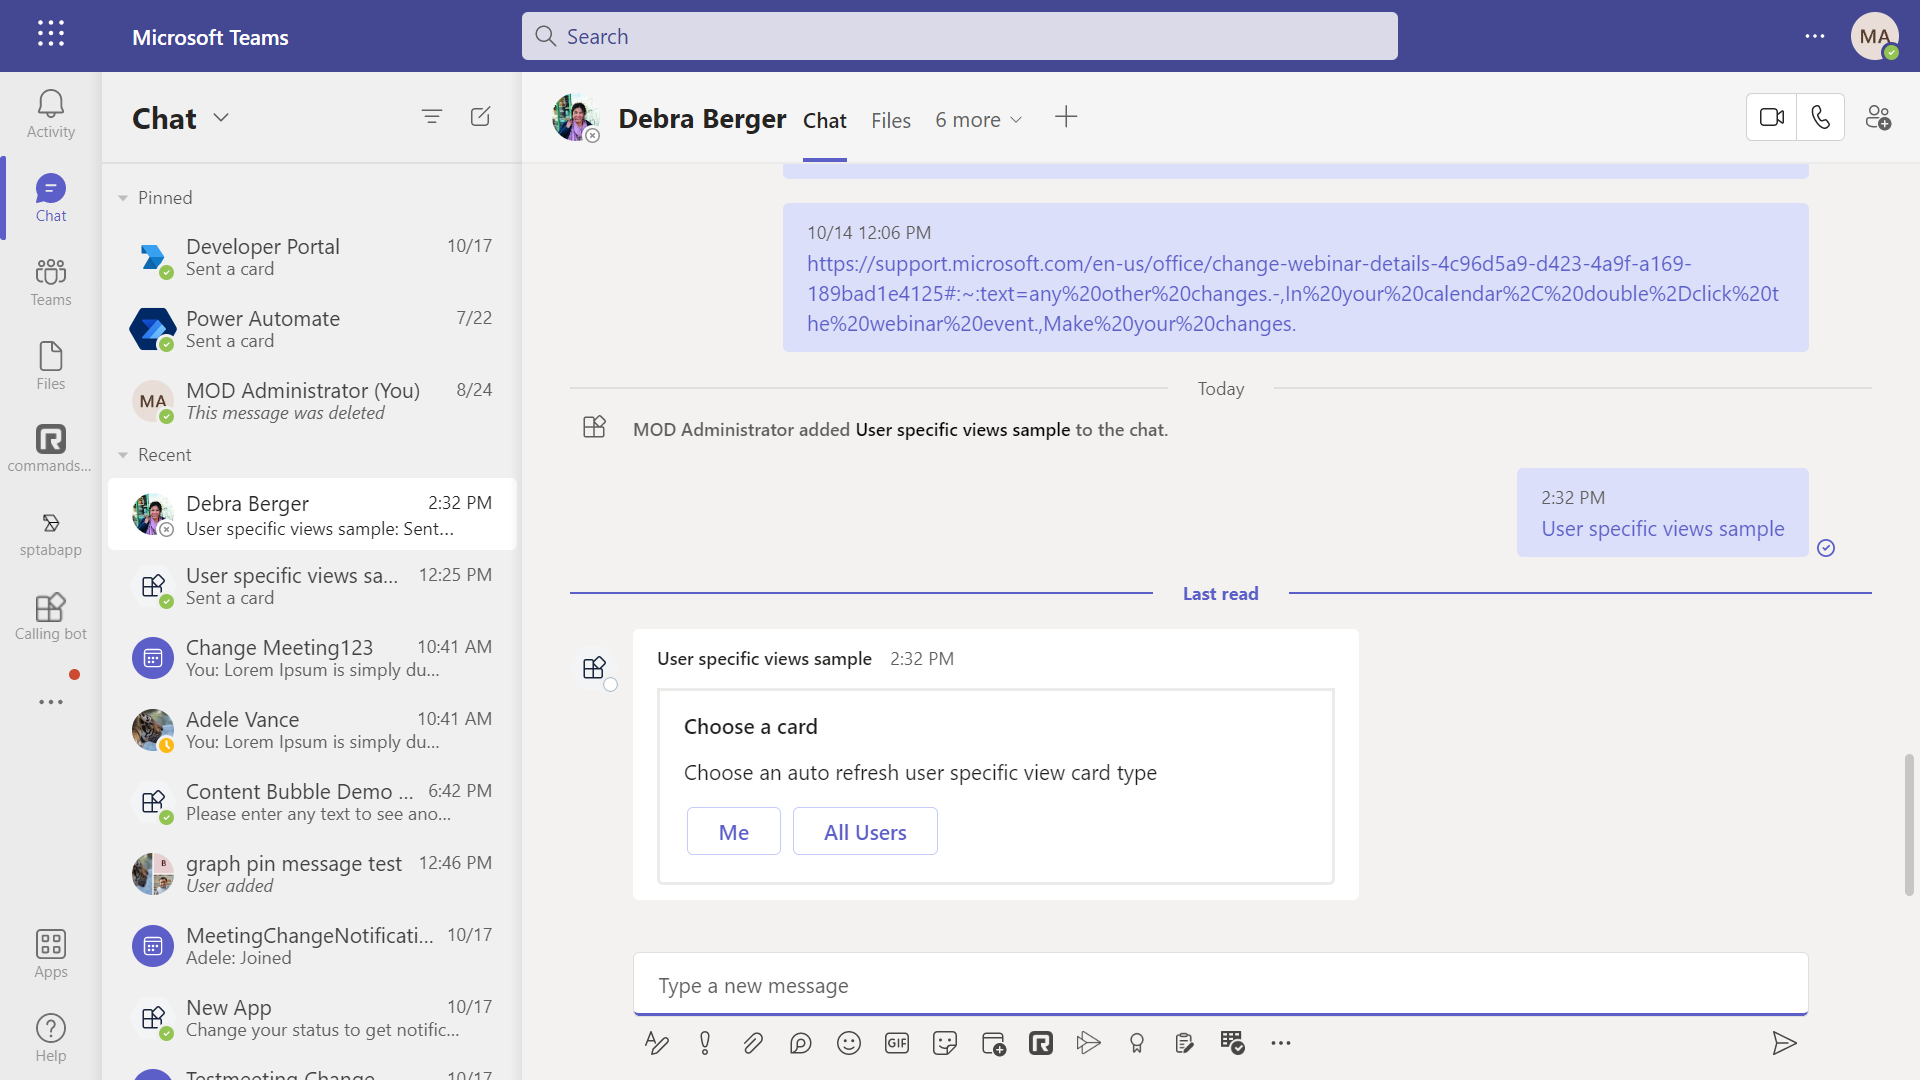 Microsoft Teams
Search
MA
Activity
Chat
Teams
Files
commands...
sptabapp
Calling bot
Apps
Help
Chat
Pinned
Developer Portal 10/17
Sent a card
Power Automate 7/22
Sent a card
MA
MOD Administrator (You) 8/24
This message was deleted
Recent
Debra Berger 2:32 PM
User specific views sample: Sent...
User specific views sa... 12:25 PM
Sent a card
Change Meeting123 10:41 AM
You: Lorem Ipsum is simply du...
Adele Vance 10:41 AM
You: Lorem Ipsum is simply du...
Content Bubble Demo ... 6:42 PM
Please enter any text to see ano...
B
graph pin message test 12:46 PM
User added
MeetingChangeNotificati... 10/17
Adele: Joined
New App 10/17
Change your status to get notific...
Testmeeting Change 10/17
Debra Berger Chat Files 6 more
10/14 12:06 PM
https://support.microsoft.com/en-us/office/change-webinar-details-4c96d5a9-d423-4a9f-a169-
189bad1e4125#:~:text=any%20other%20changes.-,In%20your%20calendar%2C%20double%2Dclick%20t
he%20webinar%20event.,Make%20your%20changes.
Today
MOD Administrator added User specific views sample to the chat.
2:32 PM
User specific views sample
Last read
User specific views sample 2:32 PM
Choose a card
Choose an auto refresh user specific view card type
Me
All Users
Type a new message
GIF